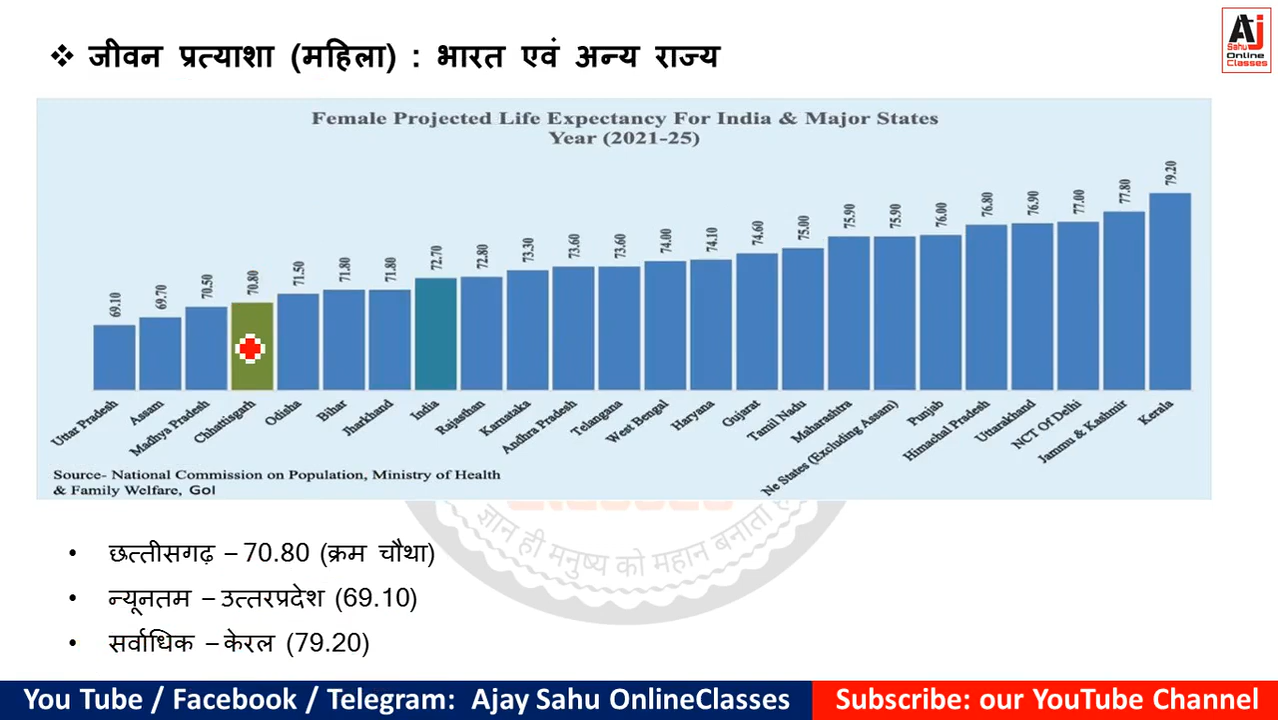 ❖ जीवन प्रत्याशा (महिला) : भारत एवं अन्य राज्य
Aj
Sahu
Online
Classes
Female Projected Life Expectancy For India & Major States
Year (2021-25)
69.10 69.70 70.50 70.80 71.50 71.80 71.80 72.70 72.80 73.30 73.60 73.60 74.00 74.10 74.60 75.00 75.90 75.90 76.00 76.80 76.90 77.00 77.80 79.20
Uttar Pradesh
Assam
Madhya Pradesh
Chhattisgarh
Odisha
Bihar
Jharkhand
India
Rajasthan
Karnataka
Andhra Pradesh
Telangana
West Bengal
Haryana
Gujarat
Tamil Nadu
Maharashtra
Ne States (Excluding Assam)
Punjab
Himachal Pradesh
Uttarakhand
NCT Of Delhi
Jammu & Kashmir
Kerala
Source- National Commission on Population, Ministry of Health
& Family Welfare, GoI
ज्ञान ही मनुष्य को महान बनाता
• छत्तीसगढ़ – 70.80 (क्रम चौथा)
• न्यूनतम – उत्तरप्रदेश (69.10)
• सर्वाधिक – केरल (79.20)
You Tube / Facebook / Telegram: Ajay Sahu OnlineClasses
Subscribe: our YouTube Channel